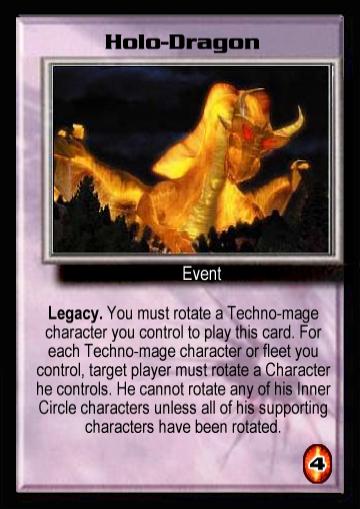 Holo-Dragon
Event
Legacy. You must rotate a Techno-mage
character you control to play this card. For
each Techno-mage character or fleet you
control, target player must rotate a Character
he controls. He cannot rotate any of his Inner
Circle characters unless all of his supporting
characters have been rotated.
4